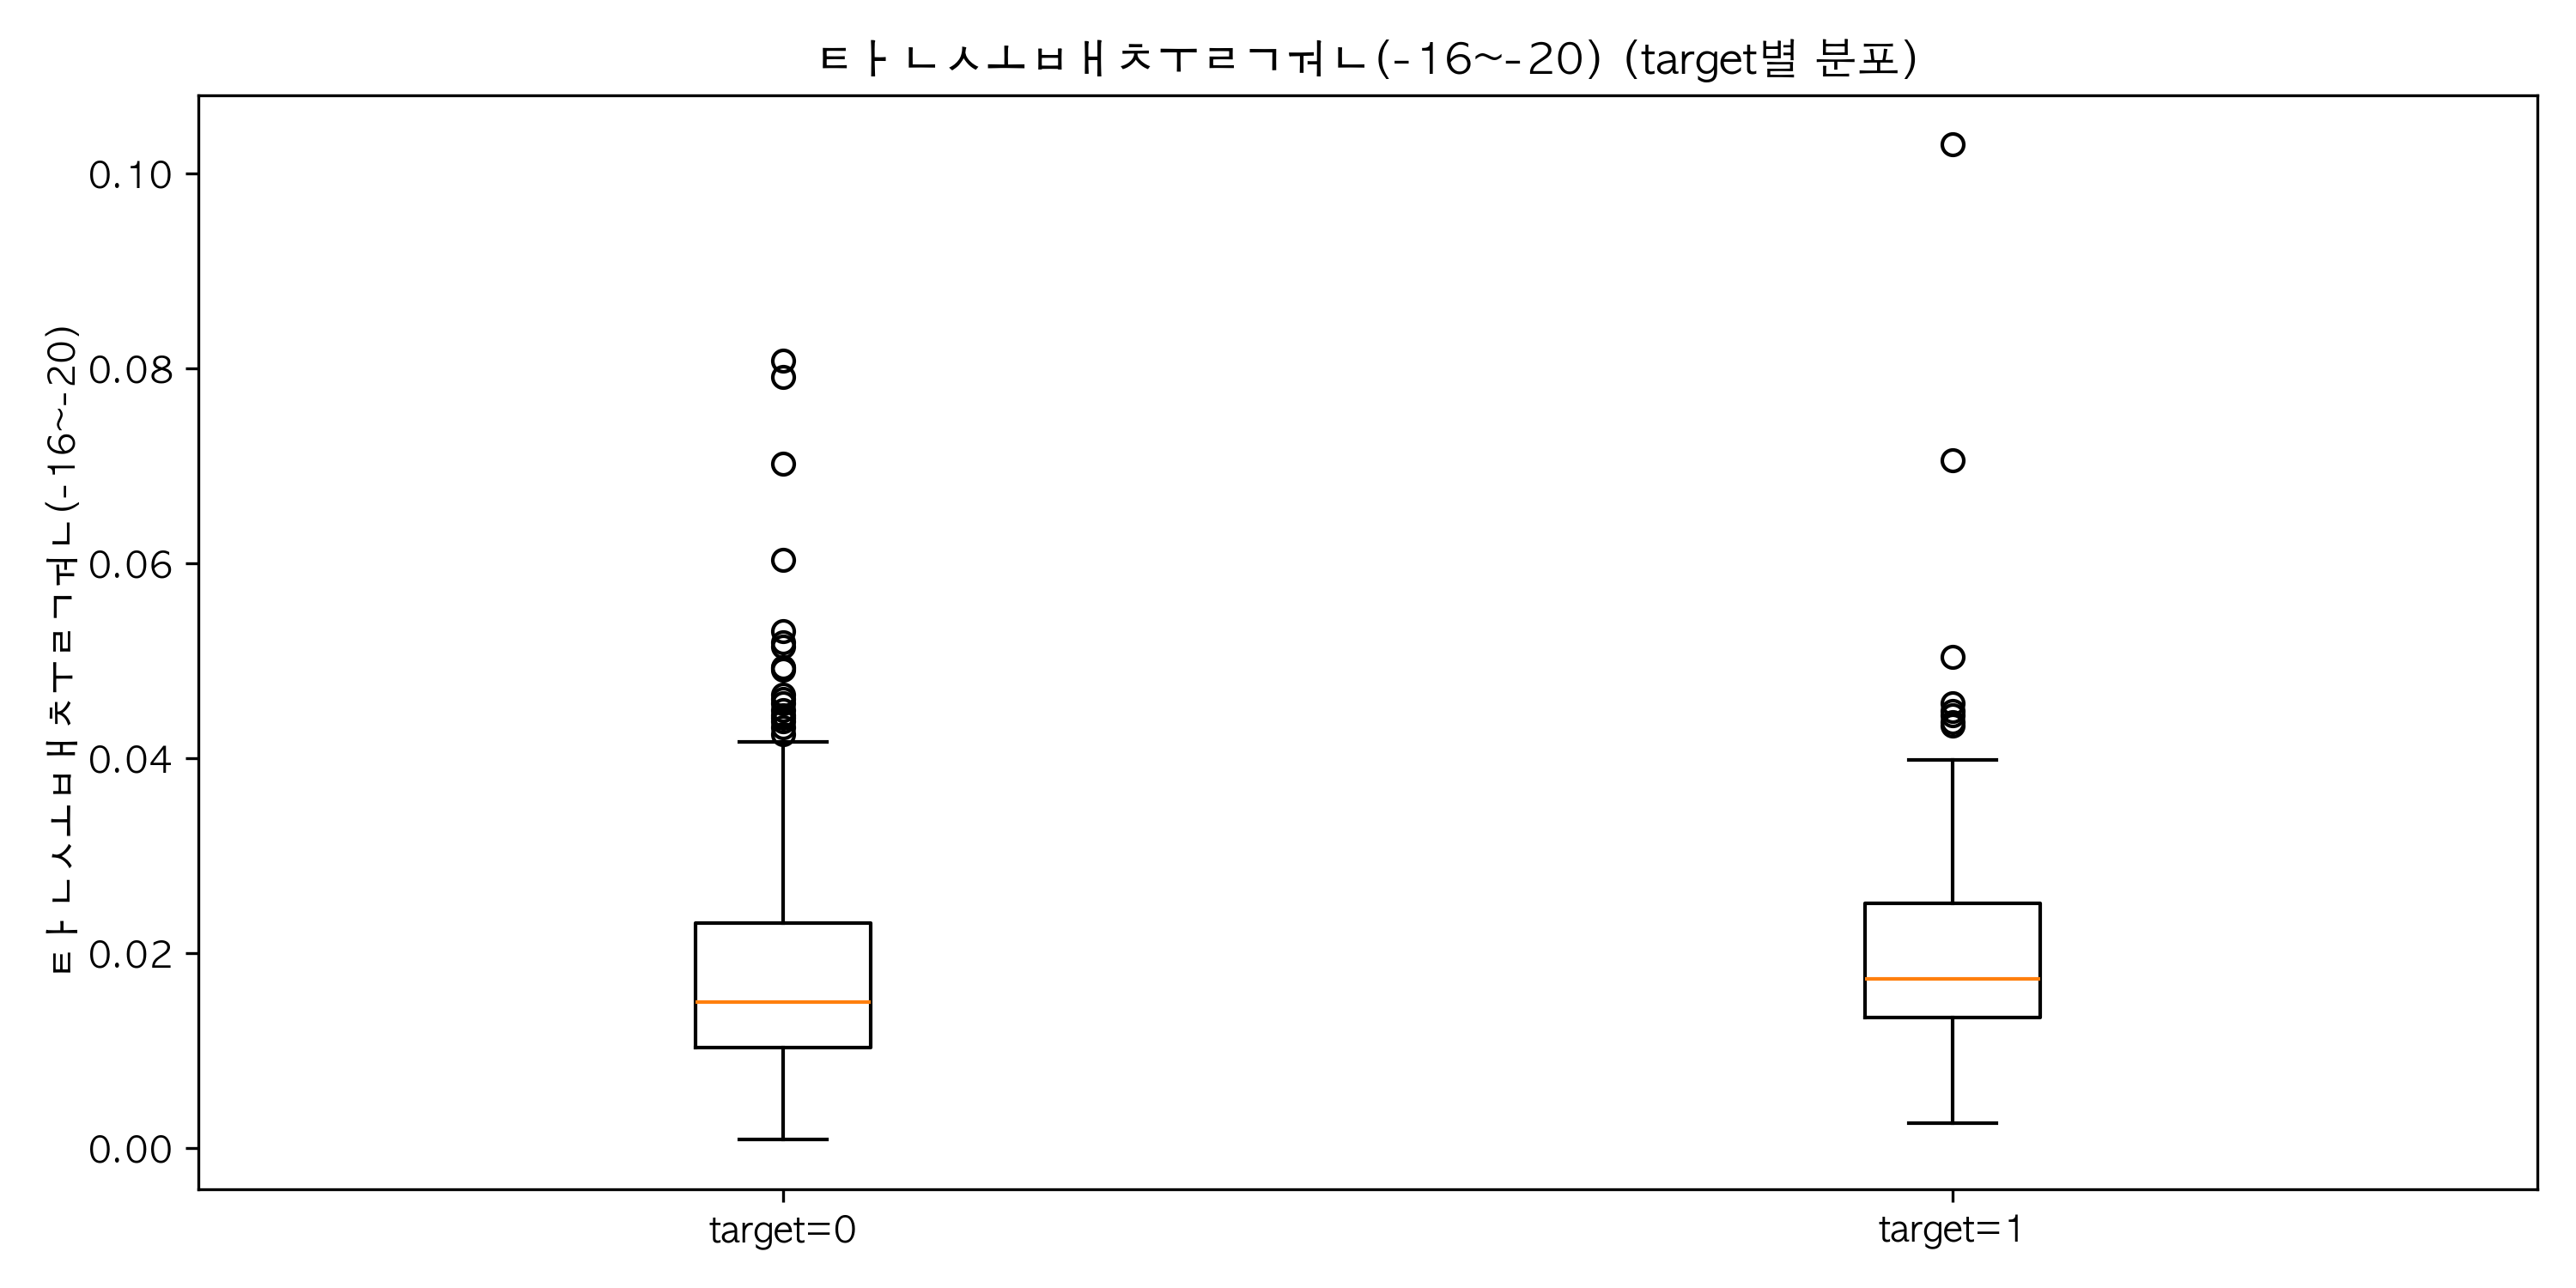 ㅌㅏㄴㅅㅗㅂㅐㅊㅜㄹㄱㅝㄴ(-16~-20) (target별 분포)
ㅌㅏㄴㅅㅗㅂㅐㅊㅜㄹㄱㅝㄴ(-16~-20)
0.10
0.08
0.06
0.04
0.02
0.00
target=0
target=1